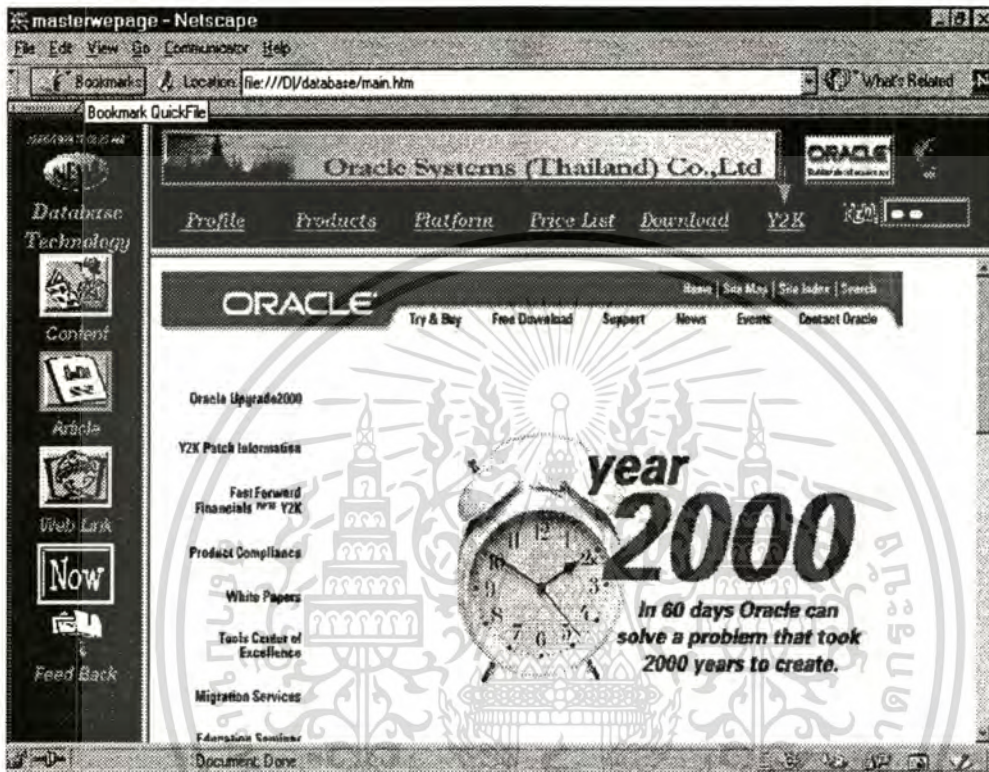 masterwepage - Netscape
File Edit View Go Communicator Help
Bookmarks Location: file:///D|/database/main.htm What's Related
Bookmark QuickFile
Database
Technology
Content
Article
Web Link
Now
Feed Back
Oracle Systems (Thailand) Co.,Ltd
ORACLE
Profile Products Platform Price List Download Y2K
ORACLE
Home | Site Map | Site Index | Search
Try & Buy Free Download Support News Events Contact Oracle
Oracle Upgrade2000
Y2K Patch Information
Fast Forward
Financials Y2K
Product Compliance
White Papers
Tools Center of
Excellence
Migration Services
Education Seminar
12
year
2000
In 60 days Oracle can
solve a problem that took
2000 years to create.
Document: Done